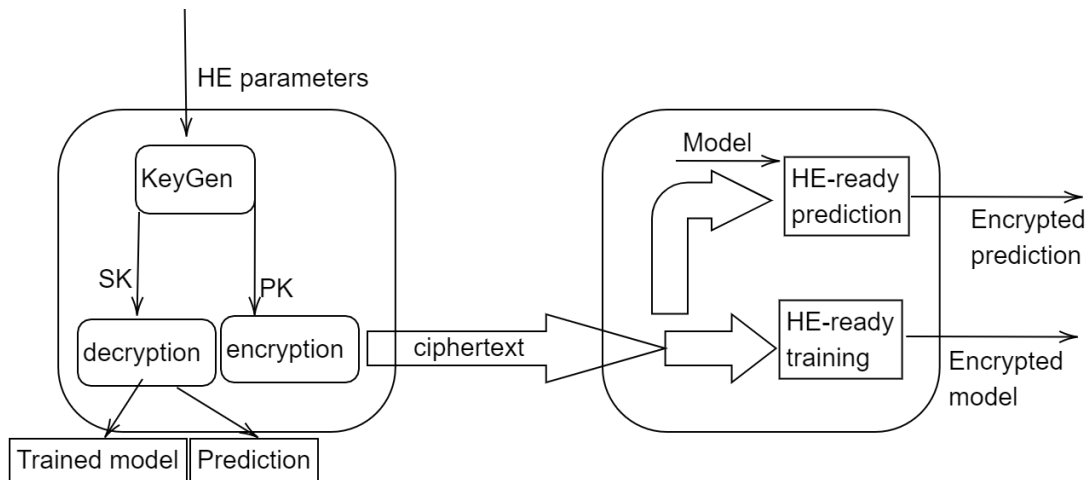 HE parameters
KeyGen
SK
PK
decryption
encryption
Trained model
Prediction
ciphertext
Model
HE-ready
prediction
HE-ready
training
Encrypted
prediction
Encrypted
model